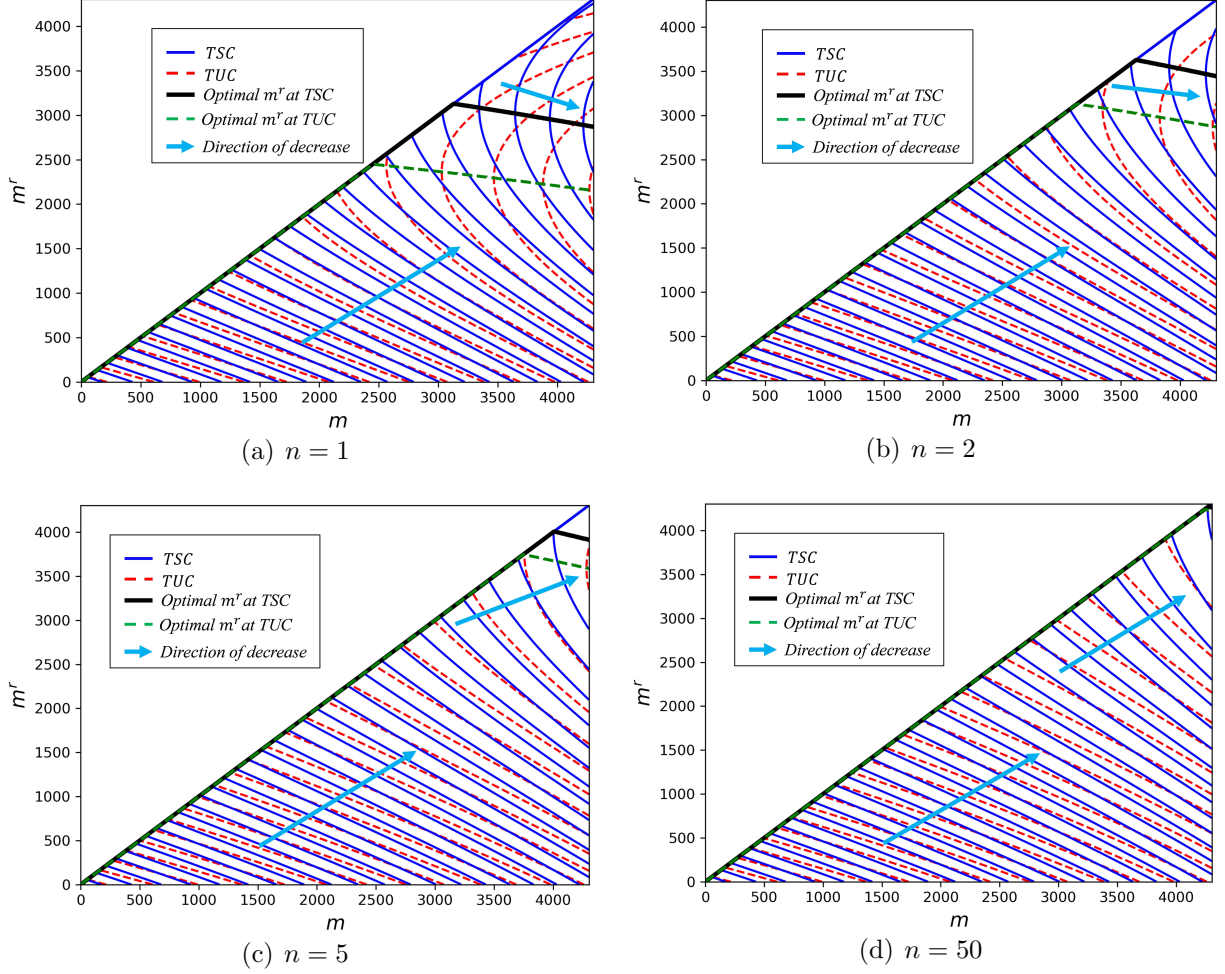 4000
3500
3000
2500
2000
1500
1000
500
0
m^r
TSC
TUC
Optimal m^r at TSC
Optimal m^r at TUC
Direction of decrease
0 500 1000 1500 2000 2500 3000 3500 4000
m
(a) n = 1
4000
3500
3000
2500
2000
1500
1000
500
0
m^r
TSC
TUC
Optimal m^r at TSC
Optimal m^r at TUC
Direction of decrease
0 500 1000 1500 2000 2500 3000 3500 4000
m
(b) n = 2
4000
3500
3000
2500
2000
1500
1000
500
0
m^r
TSC
TUC
Optimal m^r at TSC
Optimal m^r at TUC
Direction of decrease
0 500 1000 1500 2000 2500 3000 3500 4000
m
(c) n = 5
4000
3500
3000
2500
2000
1500
1000
500
0
m^r
TSC
TUC
Optimal m^r at TSC
Optimal m^r at TUC
Direction of decrease
0 500 1000 1500 2000 2500 3000 3500 4000
m
(d) n = 50